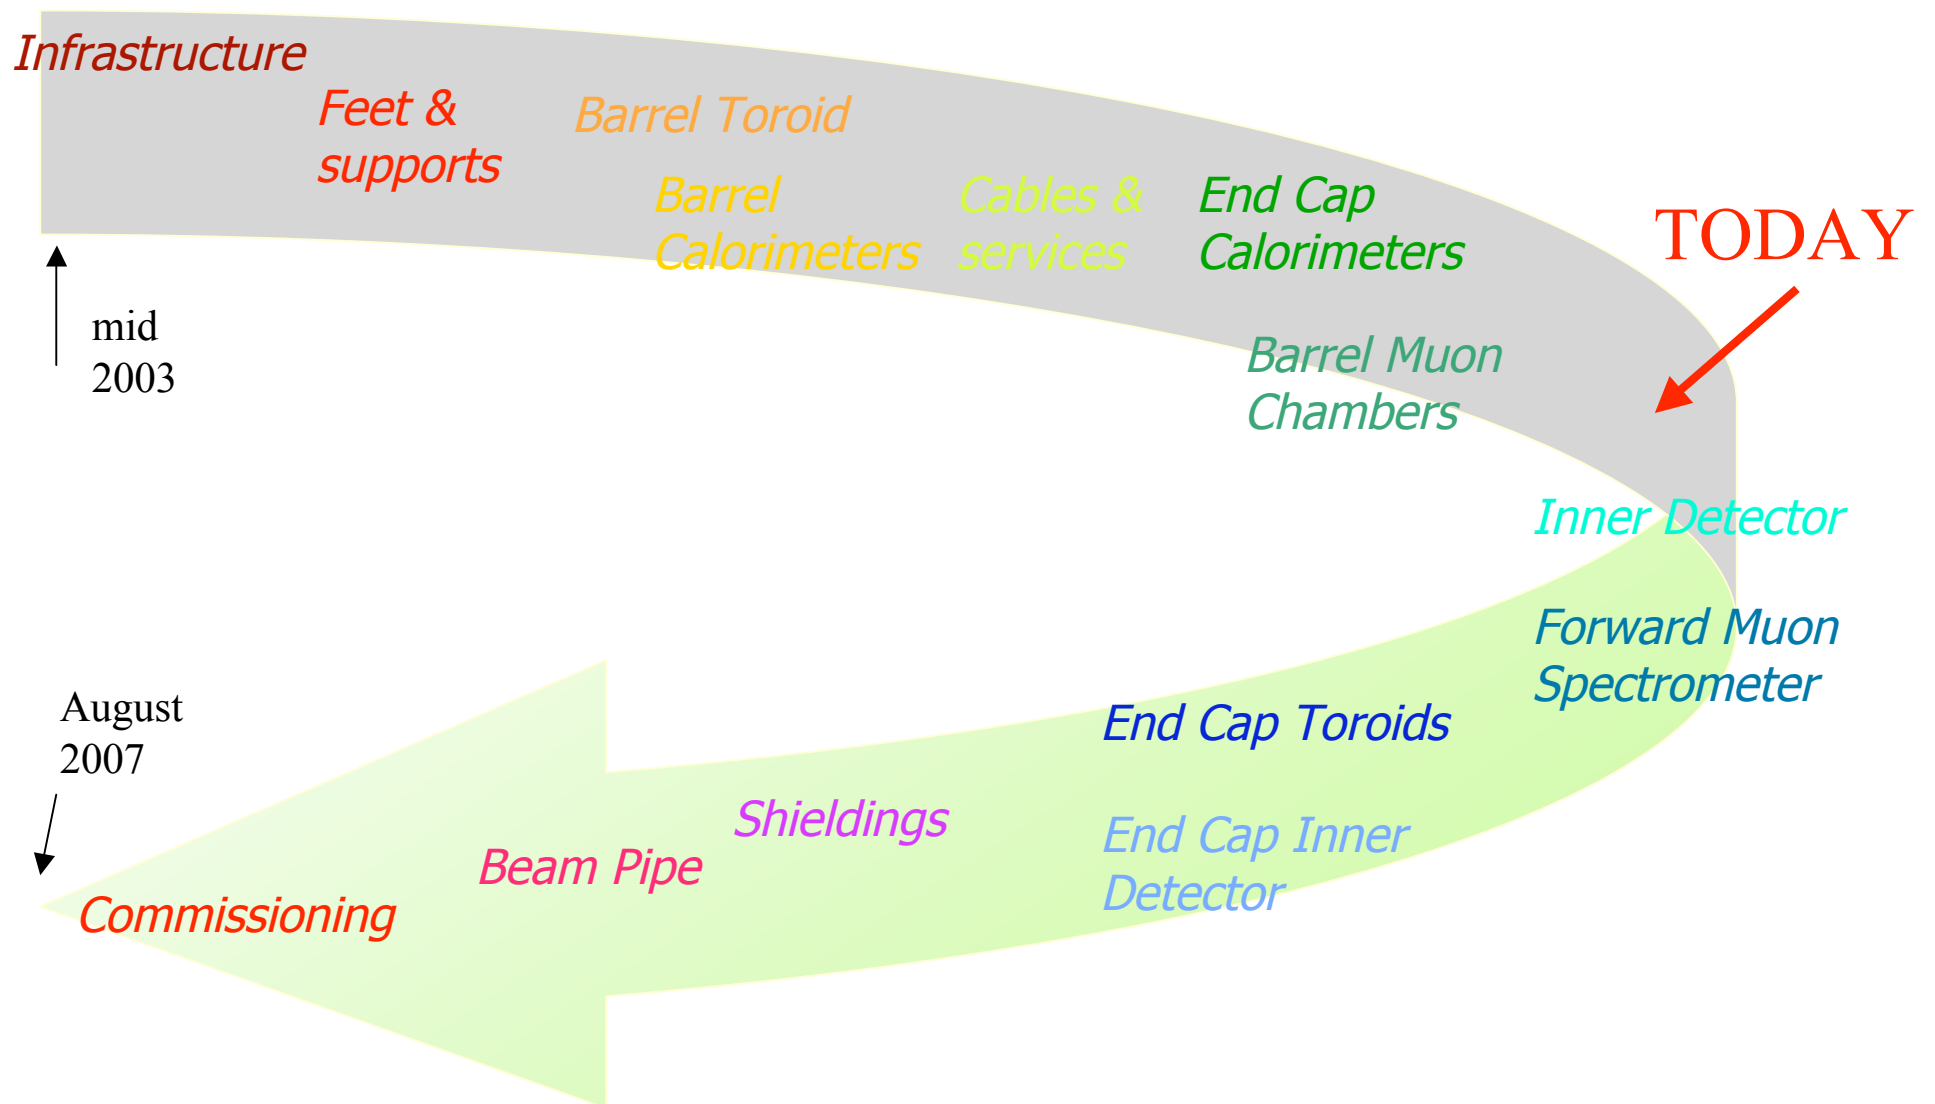 Infrastructure
Feet &
supports
Barrel Toroid
Barrel
Calorimeters
Cables &
services
End Cap
Calorimeters
TODAY
mid
2003
Barrel Muon
Chambers
Inner Detector
Forward Muon
Spectrometer
End Cap Toroids
End Cap Inner
Detector
Shieldings
Beam Pipe
August
2007
Commissioning